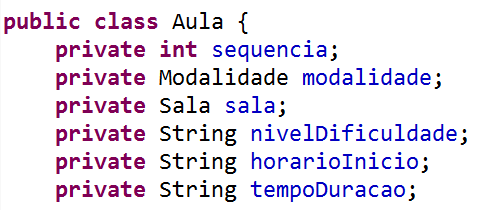 public class Aula {
private int sequencia;
private Modalidade modalidade;
private Sala sala;
private String nivelDificuldade;
private String horarioInicio;
private String tempoDuracao;